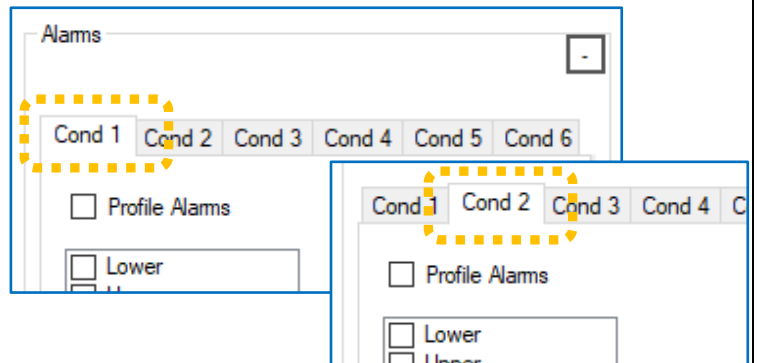 Alarms
-
Cond 1 Cond 2 Cond 3 Cond 4 Cond 5 Cond 6
Profile Alarms
Lower
Cond 1 Cond 2 Cond 3 Cond 4 C
Profile Alarms
Lower
Upper